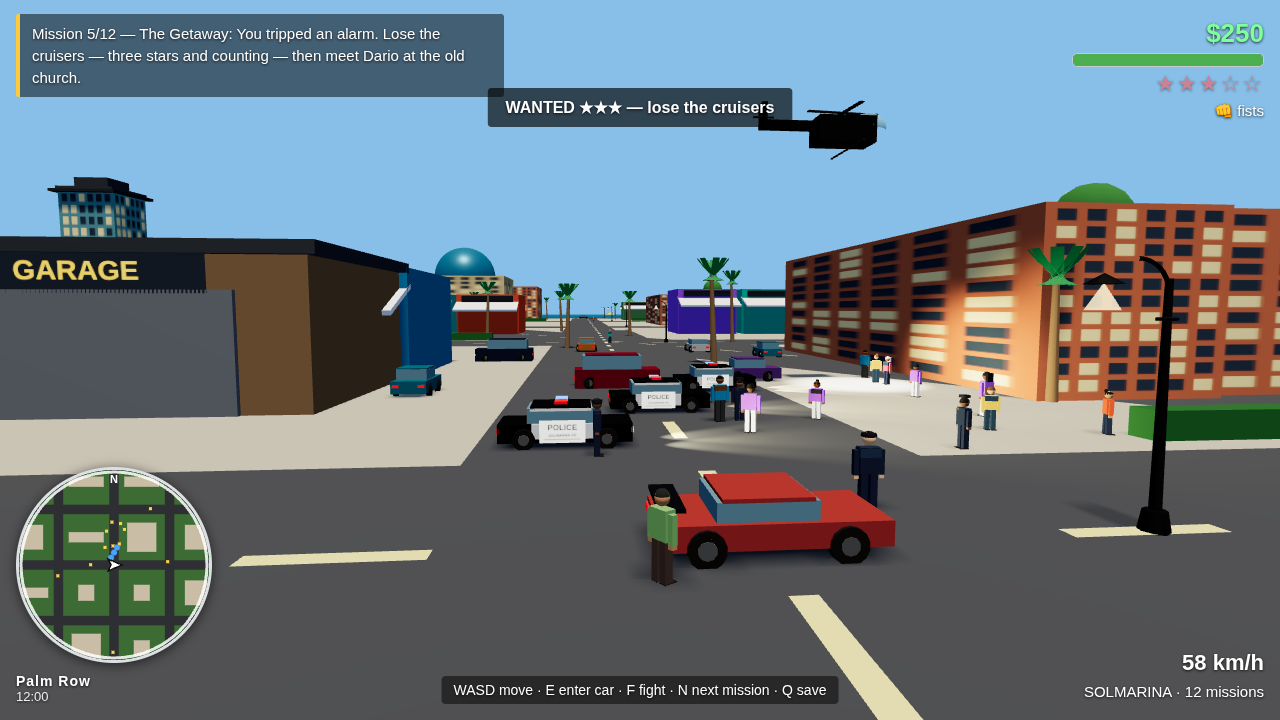 Mission 5/12 — The Getaway: You tripped an alarm. Lose the
cruisers — three stars and counting — then meet Dario at the old
church.
$250
WANTED ★★★ — lose the cruisers
👊 fists
GARAGE
POLICE
POLICE
POLICE
N
Palm Row
12:00
WASD move · E enter car · F fight · N next mission · Q save
58 km/h
SOLMARINA · 12 missions